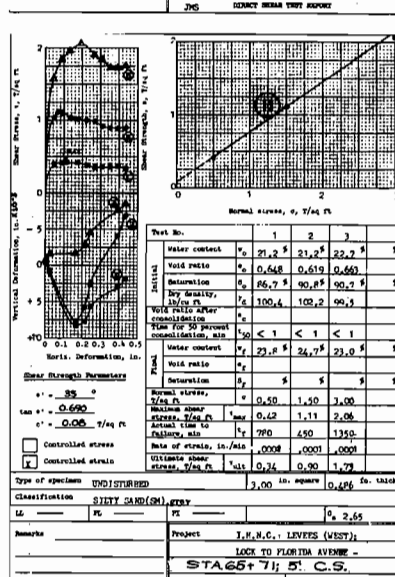 JMS DIRECT SHEAR TEST REPORT
Shear Stress, s, T/sq ft
2
1
0
Shear Strength, s, T/sq ft
2
1
0
0 1 2 3
Normal stress, σ, T/sq ft
Vertical Deformation, in. x10⁻³
0
+ 5
+10
0 0.1 0.2 0.3 0.4 0.5
Horiz. Deformation, in.
Shear Strength Parameters
ø' = 35 °
tan ø' = 0.690
c' = 0.08 T/sq ft
Controlled stress
X Controlled strain
Test No. 1 2 3
Initial
Water content w₀ 21.2 % 21.2 % 22.2 % %
Void ratio e₀ 0.648 0.619 0.663
Saturation S₀ 86.7 % 90.8 % 90.7 % %
Dry density, lb/cu ft γd 100.4 102.2 99.5
Void ratio after consolidation ec
Time for 50 percent consolidation, min t50 < 1 < 1 < 1
Final
Water content wf 23.8 % 24.7 % 23.0 % %
Void ratio ef
Saturation Sf % % % %
Normal stress, T/sq ft σ 0.50 1.50 3.00
Maximum shear stress, T/sq ft τmax 0.42 1.11 2.06
Actual time to failure, min tf 780 450 1350
Rate of strain, in./min .0001 .0001
Ultimate shear stress, T/sq ft τult 0.34 0.90 1.73
Type of specimen UNDISTURBED 3.00 in. square 0.486 in. thick
Classification SILTY SAND(SM), GRAY
LL — PL — PI — Gs 2.65
Remarks
Project I.H.N.C.: LEVEES (WEST);
LOCK TO FLORIDA AVENUE -
STA 65+71; 5' C.S.